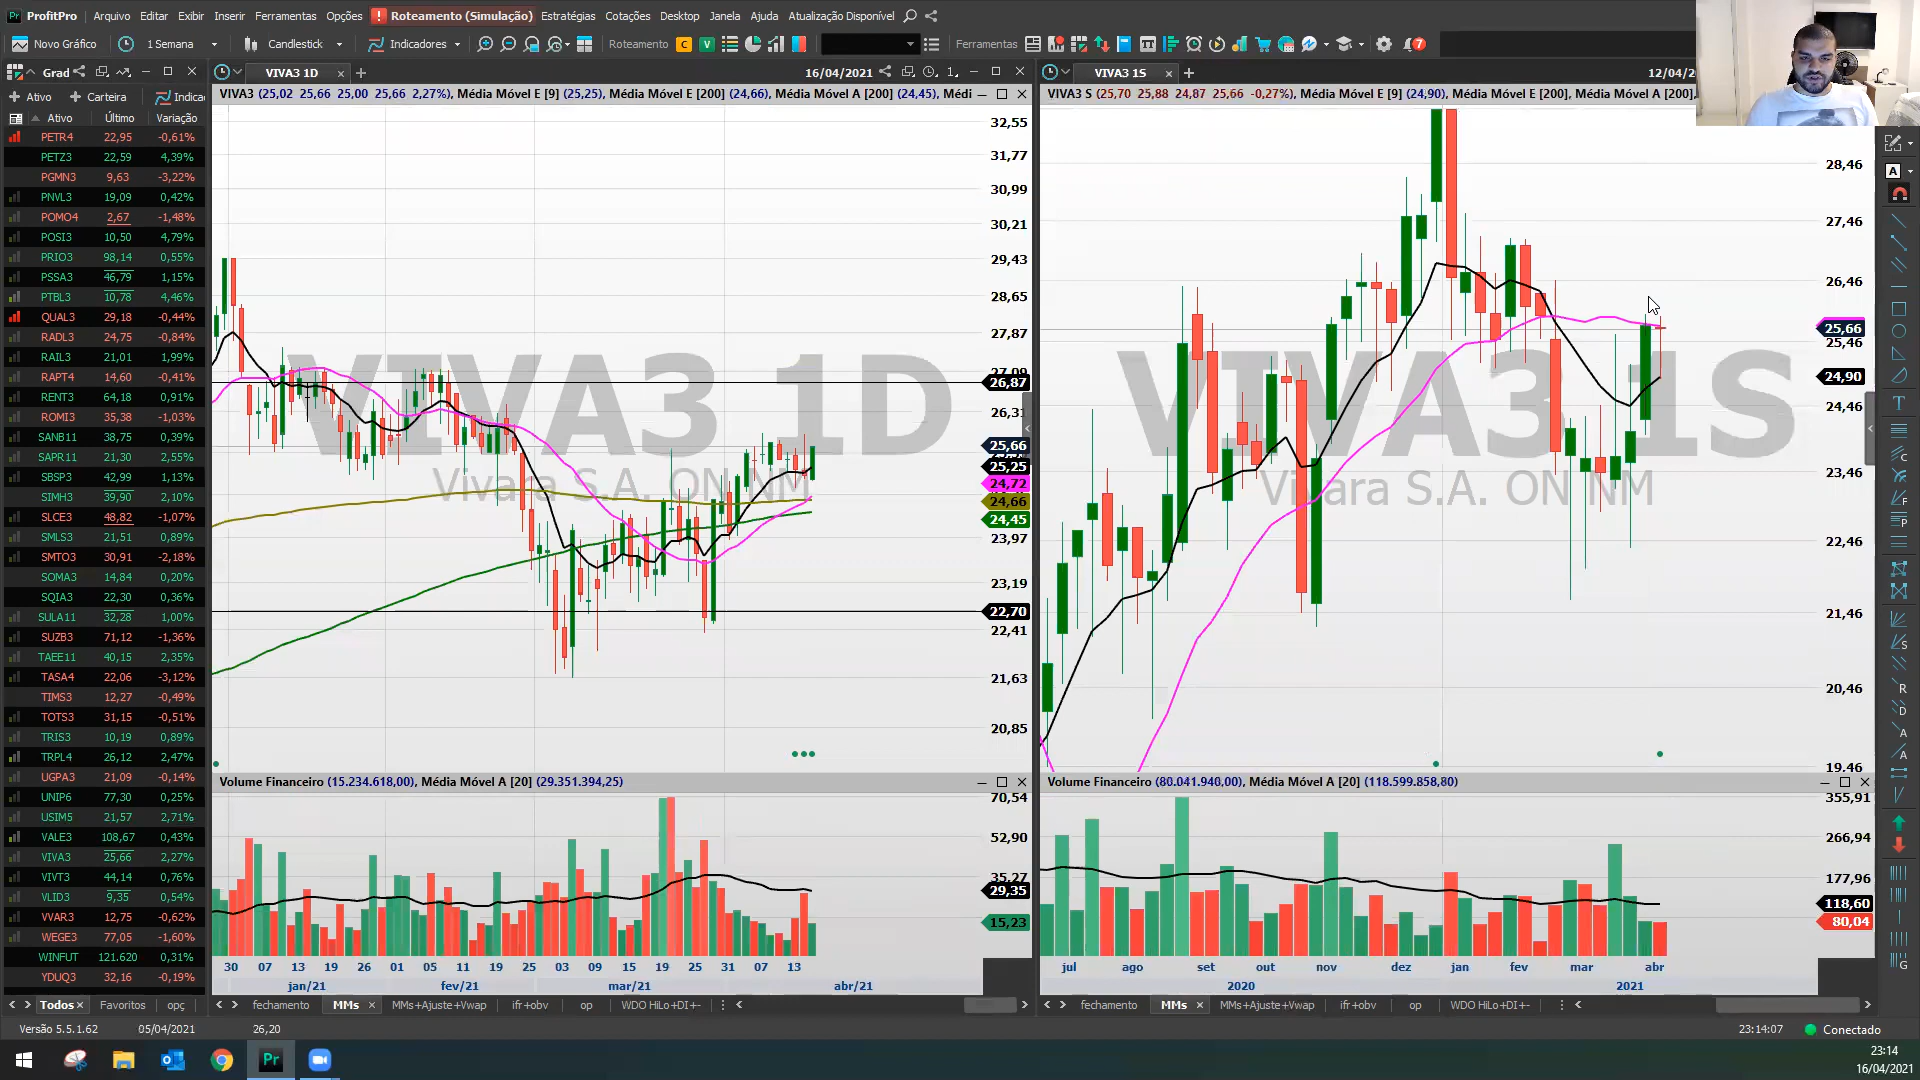 ProfitPro Arquivo Editar Exibir Inserir Ferramentas Opções Roteamento (Simulação) Estratégias Cotações Desktop Janela Ajuda Atualização Disponível
Novo Gráfico 1 Semana Candlestick Indicadores Roteamento C V Ferramentas 7
Grad
Ativo Carteira Indica
Ativo Último Variação
PETR4 22,95 -0,61%
PETZ3 22,59 4,39%
PGMN3 9,63 -3,22%
PNVL3 19,09 0,42%
POMO4 2,67 -1,48%
POSI3 10,50 4,79%
PRIO3 98,14 0,55%
PSSA3 46,79 1,15%
PTBL3 10,78 4,46%
QUAL3 29,18 -0,44%
RADL3 24,75 -0,84%
RAIL3 21,01 1,99%
RAPT4 14,60 -0,41%
RENT3 64,18 0,91%
ROMI3 35,38 -1,03%
SANB11 38,75 0,39%
SAPR11 21,30 2,55%
SBSP3 42,99 1,13%
SIMH3 39,90 2,10%
SLCE3 48,82 -1,07%
SMLS3 21,51 0,89%
SMTO3 30,91 -2,18%
SOMA3 14,84 0,20%
SQIA3 22,30 0,36%
SULA11 32,28 1,00%
SUZB3 71,12 -1,36%
TAEE11 40,15 2,35%
TASA4 22,06 -3,12%
TIMS3 12,27 -0,49%
TOTS3 31,15 -0,51%
TRIS3 10,19 0,89%
TRPL4 26,12 2,47%
UGPA3 21,09 -0,14%
UNIP6 77,30 0,25%
USIM5 21,57 2,71%
VALE3 108,67 0,43%
VIVA3 25,66 2,27%
VIVT3 44,14 0,76%
VLID3 9,35 0,54%
VVAR3 12,75 -0,62%
WEGE3 77,05 -1,60%
WINFUT 121.620 0,31%
YDUQ3 32,16 -0,19%
Todos Favoritos opç
VIVA3 1D 16/04/2021
VIVA3 (25,02 25,66 25,00 25,66 2,27%), Média Móvel E [9] (25,25), Média Móvel E [200] (24,66), Média Móvel A [200] (24,45), Médi
VIVA3 1D
Vivara S.A. ON NM
32,55
31,77
30,99
30,21
29,43
28,65
27,87
27,09
26,87
26,31
25,66
25,25
24,72
24,66
24,45
23,97
23,19
22,70
22,41
21,63
20,85
Volume Financeiro (15.234.618,00), Média Móvel A [20] (29.351.394,25)
70,54
52,90
35,27
29,35
15,23
30 07 13 19 26 01 05 11 19 25 03 09 15 19 25 31 07 13
jan/21 fev/21 mar/21 abr/21
fechamento MMs MMs+Ajuste+Vwap ifr+obv op WDO HiLo+DI+-
VIVA3 1S 12/04/20
VIVA3 S (25,70 25,88 24,87 25,66 -0,27%), Média Móvel E [9] (24,90), Média Móvel E [200], Média Móvel A [200],
VIVA3 1S
Vivara S.A. ON NM
28,46
27,46
26,46
25,66
25,46
24,90
24,46
23,46
22,46
21,46
20,46
19,46
Volume Financeiro (80.041.940,00), Média Móvel A [20] (118.599.858,80)
355,91
266,94
177,96
118,60
80,04
jul ago set out nov dez jan fev mar abr
2020 2021
fechamento MMs MMs+Ajuste+Vwap ifr+obv op WDO HiLo+DI+-
Versão 5.5.1.62 05/04/2021 26,20 23:14:07 Conectado
Pr
23:14
16/04/2021